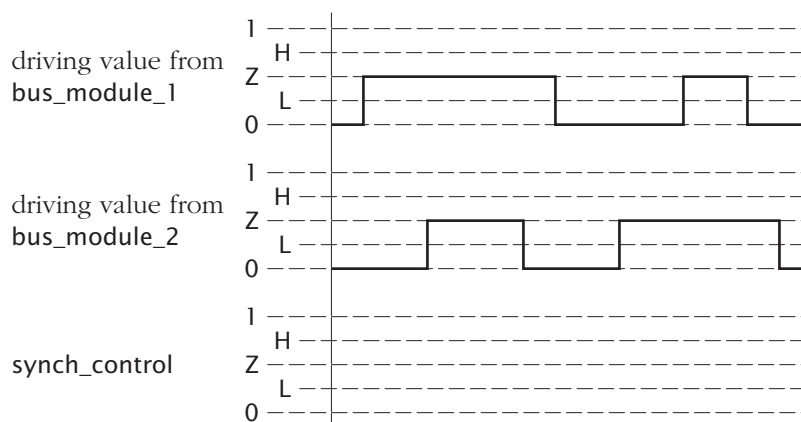 1
H
driving value from
Z
bus_module_1
L
0
1
H
driving value from
Z
bus_module_2
L
0
1
H
synch_control
Z
L
0